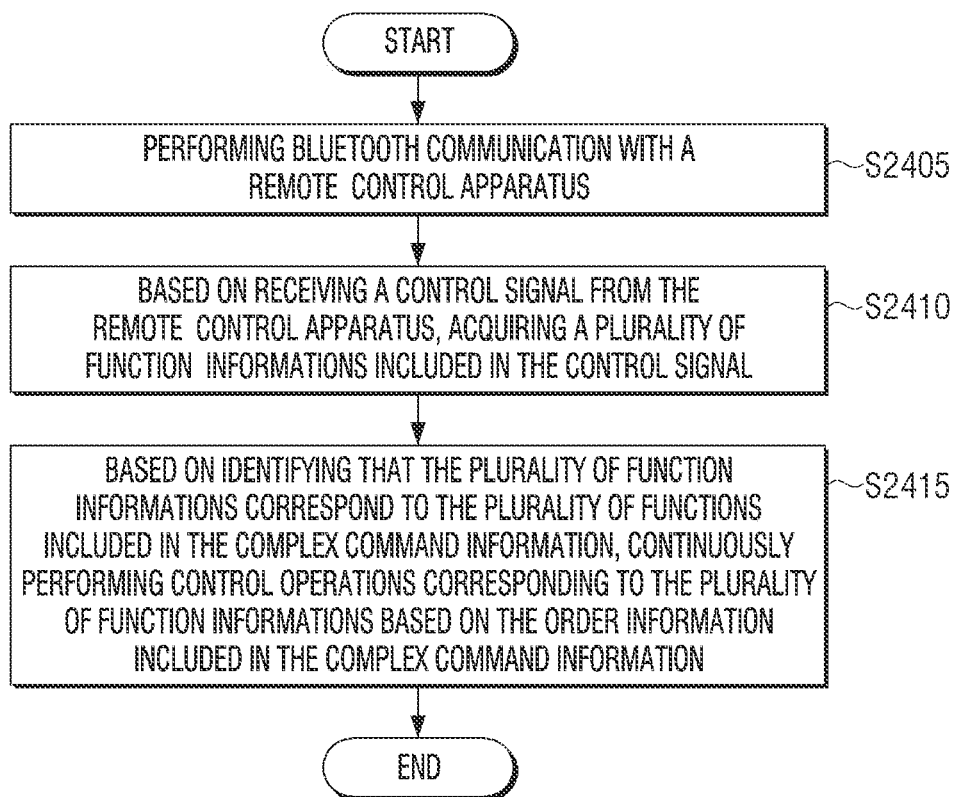 START
PERFORMING BLUETOOTH COMMUNICATION WITH A
REMOTE CONTROL APPARATUS
S2405
BASED ON RECEIVING A CONTROL SIGNAL FROM THE
REMOTE CONTROL APPARATUS, ACQUIRING A PLURALITY OF
FUNCTION INFORMATIONS INCLUDED IN THE CONTROL SIGNAL
S2410
BASED ON IDENTIFYING THAT THE PLURALITY OF FUNCTION
INFORMATIONS CORRESPOND TO THE PLURALITY OF FUNCTIONS
INCLUDED IN THE COMPLEX COMMAND INFORMATION, CONTINUOUSLY
PERFORMING CONTROL OPERATIONS CORRESPONDING TO THE PLURALITY
OF FUNCTION INFORMATIONS BASED ON THE ORDER INFORMATION
INCLUDED IN THE COMPLEX COMMAND INFORMATION
S2415
END